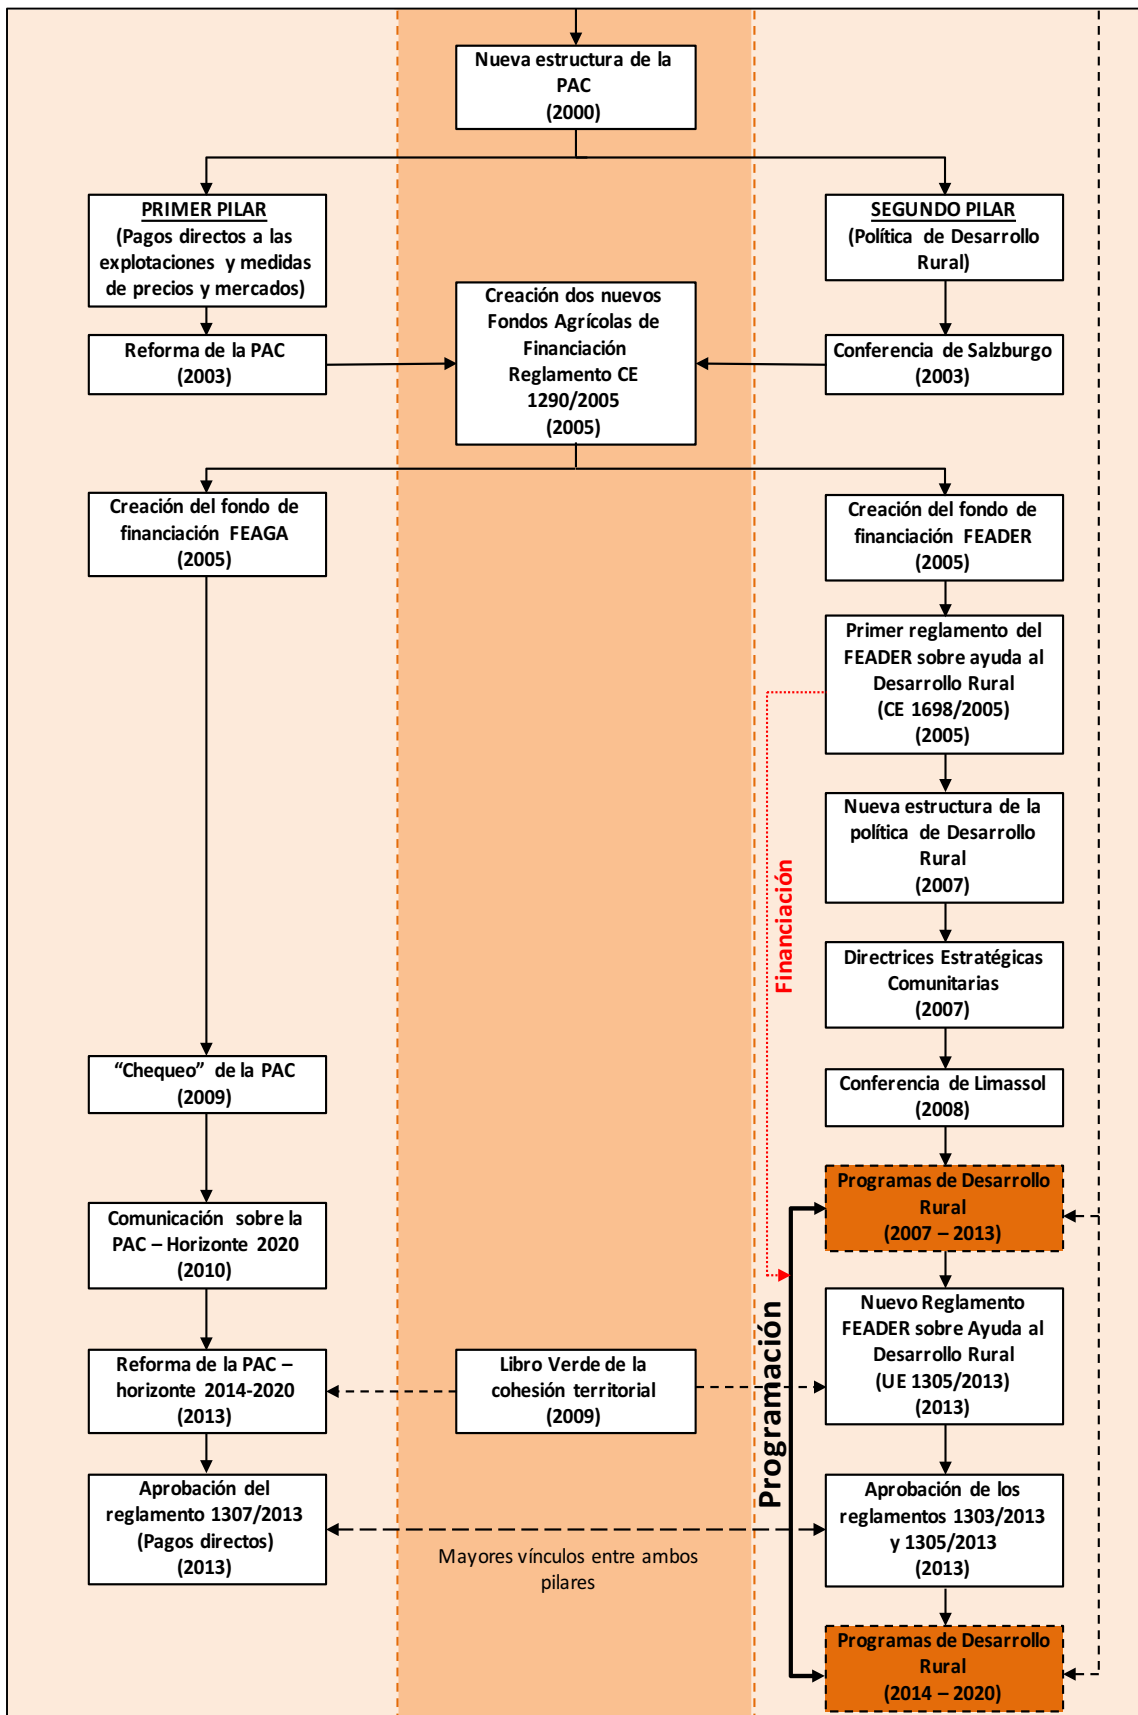 Nueva estructura de la
PAC
(2000)
PRIMER PILAR
(Pagos directos a las
explotaciones y medidas
de precios y mercados)
SEGUNDO PILAR
(Política de Desarrollo
Rural)
Creación dos nuevos
Fondos Agrícolas de
Financiación
Reglamento CE
1290/2005
(2005)
Reforma de la PAC
(2003)
Conferencia de Salzburgo
(2003)
Creación del fondo de
financiación FEAGA
(2005)
Creación del fondo de
financiación FEADER
(2005)
Primer reglamento del
FEADER sobre ayuda al
Desarrollo Rural
(CE 1698/2005)
(2005)
Nueva estructura de la
política de Desarrollo
Rural
(2007)
Financiación
Directrices Estratégicas
Comunitarias
(2007)
“Chequeo” de la PAC
(2009)
Conferencia de Limassol
(2008)
Programas de Desarrollo
Rural
(2007 – 2013)
Comunicación sobre la
PAC – Horizonte 2020
(2010)
Nuevo Reglamento
FEADER sobre Ayuda al
Desarrollo Rural
(UE 1305/2013)
(2013)
Programación
Reforma de la PAC –
horizonte 2014-2020
(2013)
Libro Verde de la
cohesión territorial
(2009)
Aprobación del
reglamento 1307/2013
(Pagos directos)
(2013)
Aprobación de los
reglamentos 1303/2013
y 1305/2013
(2013)
Mayores vínculos entre ambos
pilares
Programas de Desarrollo
Rural
(2014 – 2020)